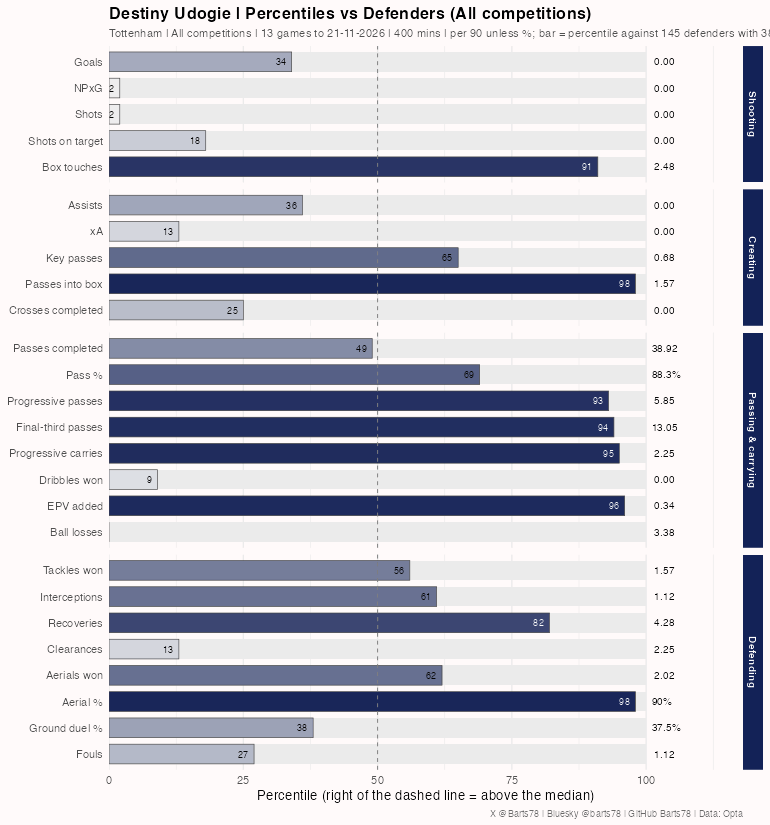 Destiny Udogie | Percentiles vs Defenders (All competitions)
Tottenham | All competitions | 13 games to 21-11-2026 | 400 mins | per 90 unless %; bar = percentile against 145 defenders with 38
Goals 34 0.00
NPxG 2 0.00
Shots 2 0.00
Shots on target 18 0.00
Box touches 91 2.48
Shooting
Assists 36 0.00
xA 13 0.00
Key passes 65 0.68
Passes into box 98 1.57
Crosses completed 25 0.00
Creating
Passes completed 49 38.92
Pass % 69 88.3%
Progressive passes 93 5.85
Final-third passes 94 13.05
Progressive carries 95 2.25
Dribbles won 9 0.00
EPV added 96 0.34
Ball losses 3.38
Passing & carrying
Tackles won 56 1.57
Interceptions 61 1.12
Recoveries 82 4.28
Clearances 13 2.25
Aerials won 62 2.02
Aerial % 98 90%
Ground duel % 38 37.5%
Fouls 27 1.12
Defending
0 25 50 75 100
Percentile (right of the dashed line = above the median)
X @Barts78 | Bluesky @barts78 | GitHub Barts78 | Data: Opta